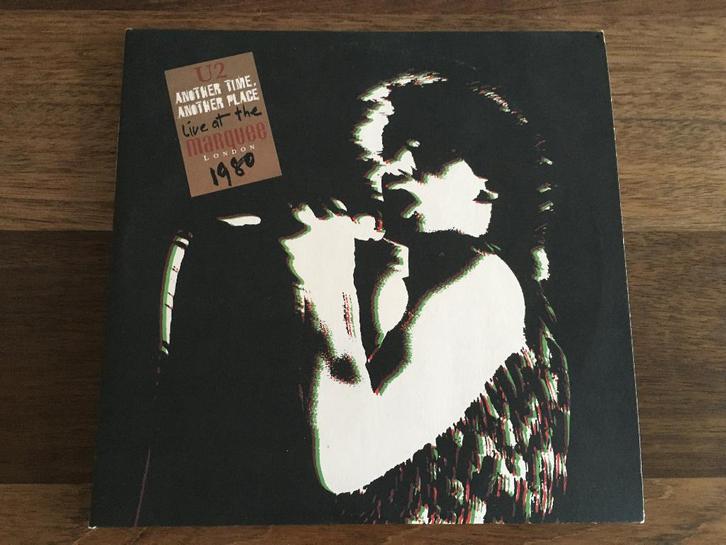 U2
ANOTHER TIME,
ANOTHER PLACE
Live at the
marquee
LONDON
1980